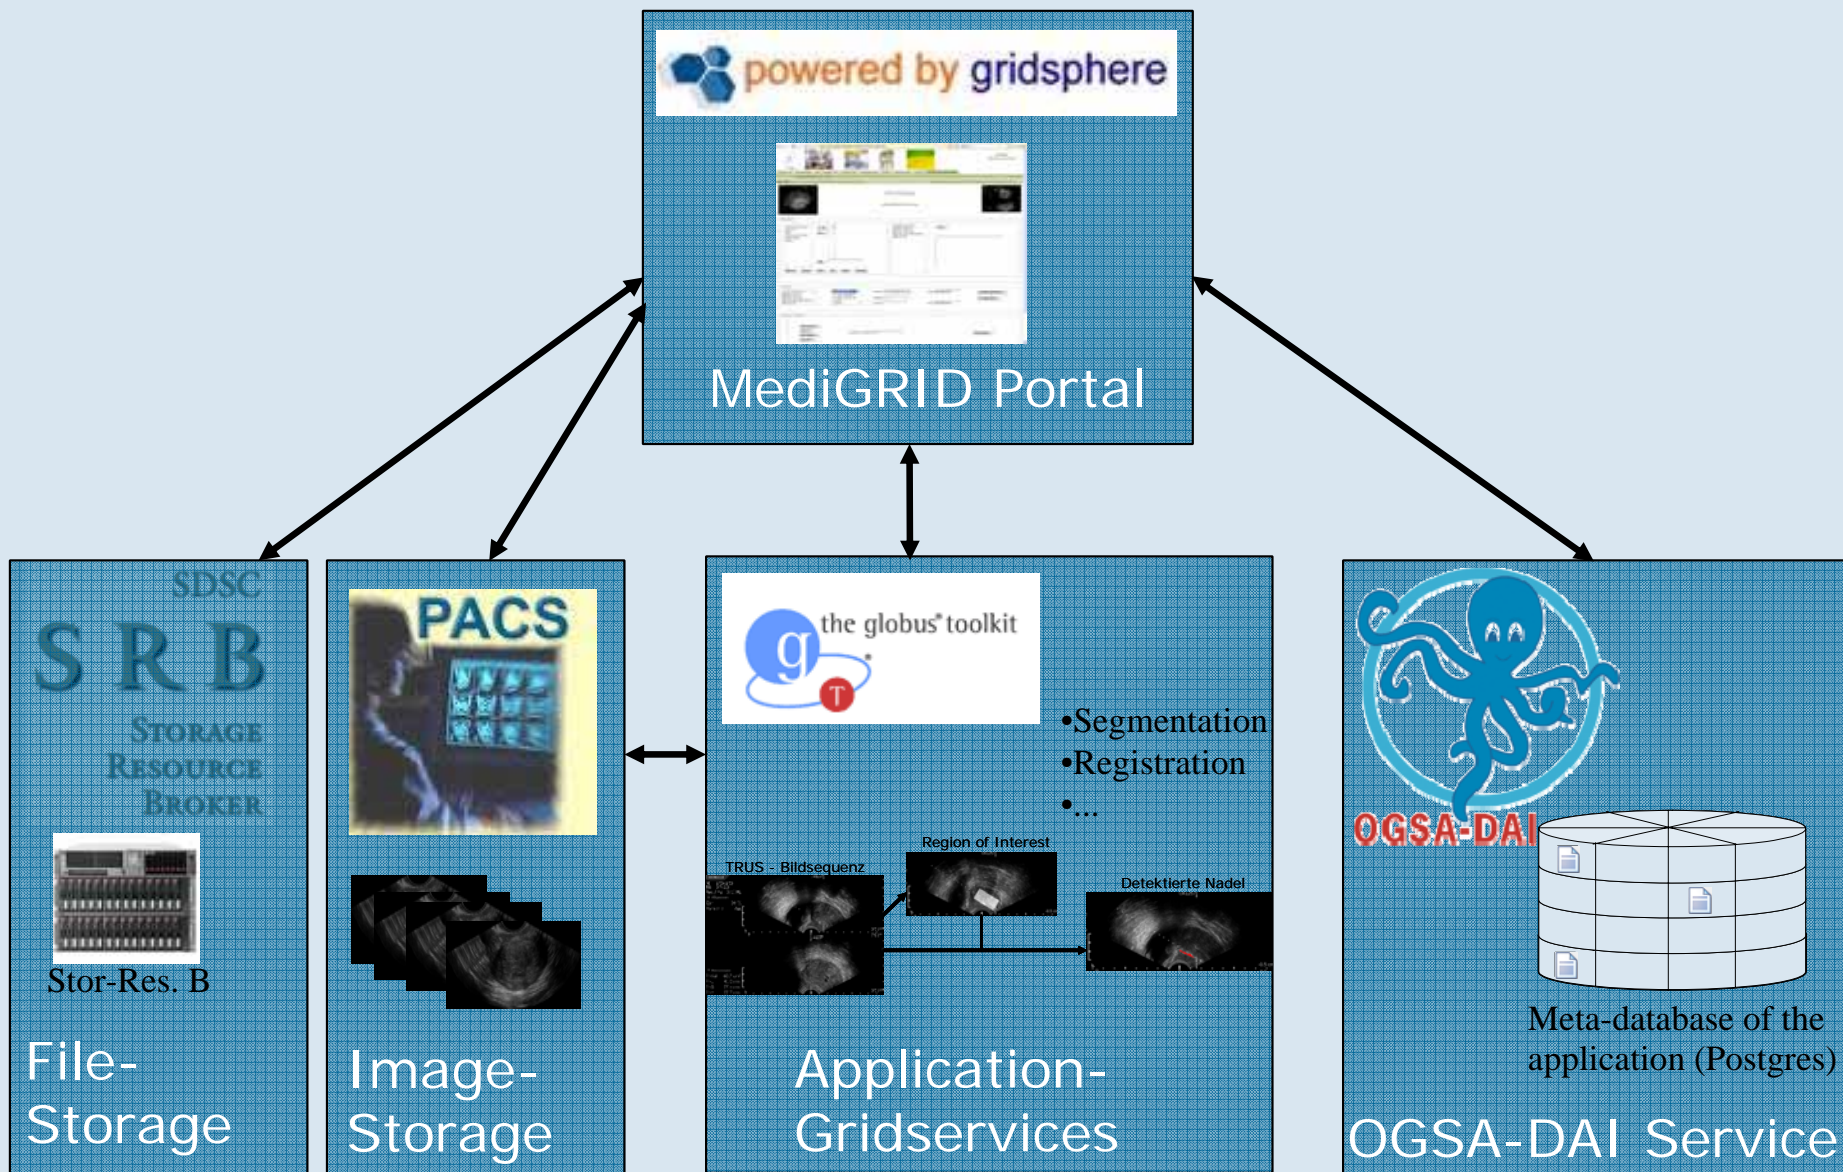 powered by gridsphere
MediGRID Portal
SDSC
SRB
STORAGE
RESOURCE
BROKER
Stor-Res. B
File-
Storage
PACS
Image-
Storage
the globus® toolkit
g
T
•Segmentation
•Registration
•...
TRUS - Bildsequenz
Region of Interest
Detektierte Nadel
Application-
Gridservices
OGSA-DAI
Meta-database of the
application (Postgres)
OGSA-DAI Service